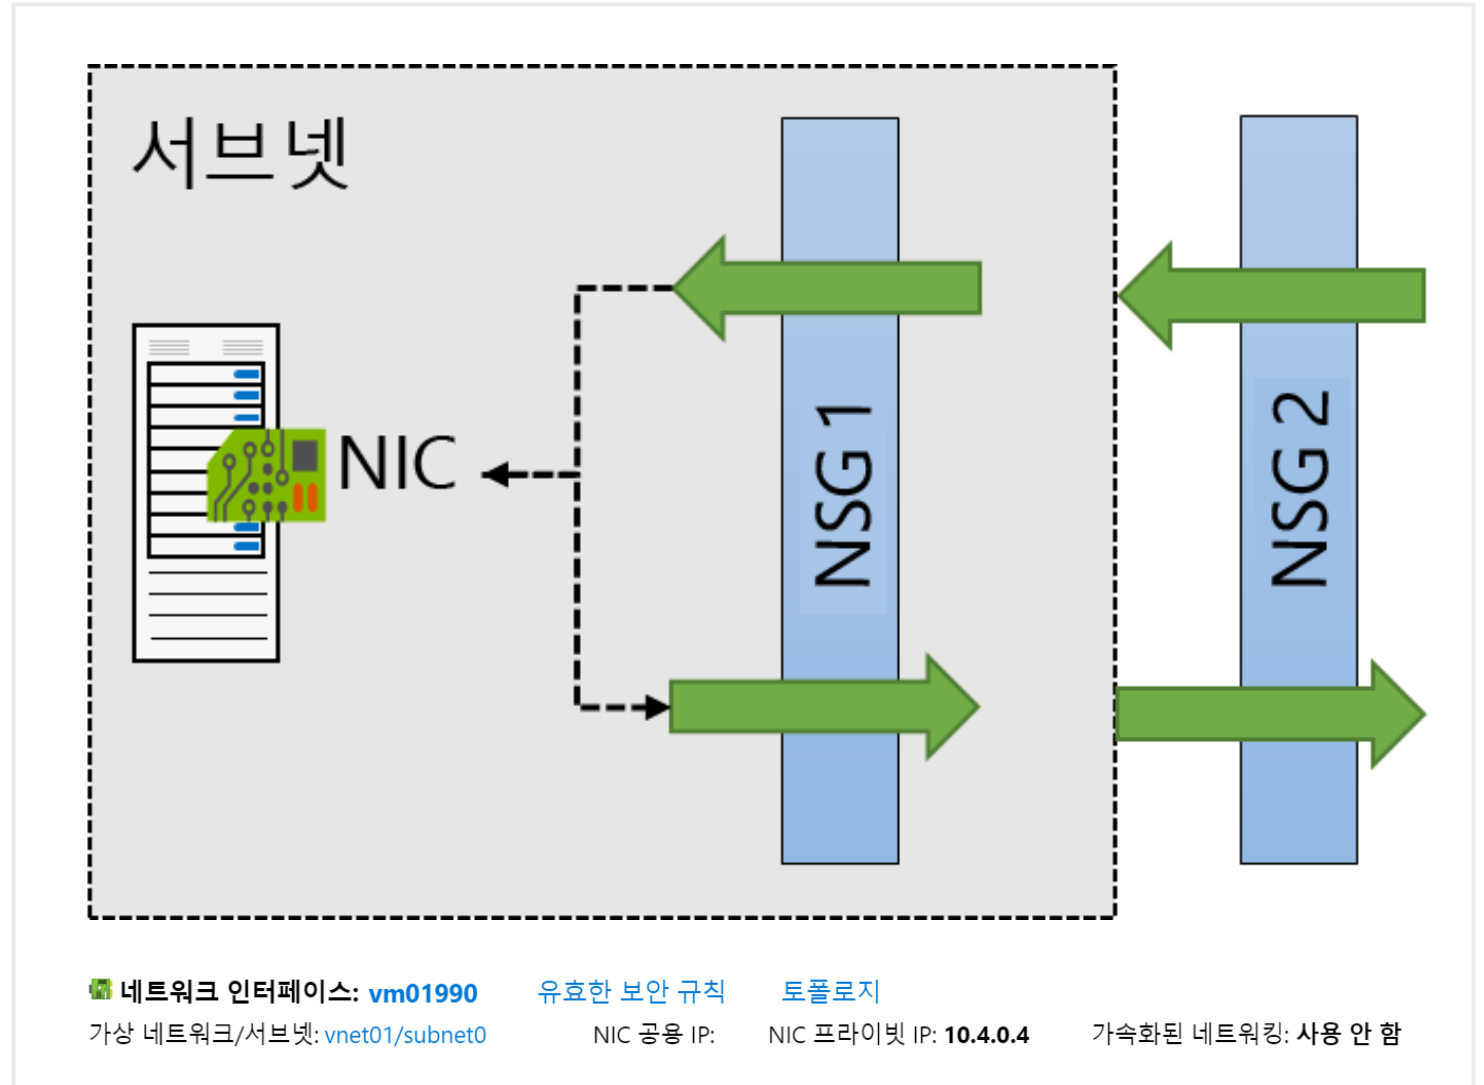 서브넷
NIC
NSG 1
NSG 2
네트워크 인터페이스: vm01990 유효한 보안 규칙 토폴로지
가상 네트워크/서브넷: vnet01/subnet0 NIC 공용 IP: NIC 프라이빗 IP: 10.4.0.4 가속화된 네트워킹: 사용 안 함